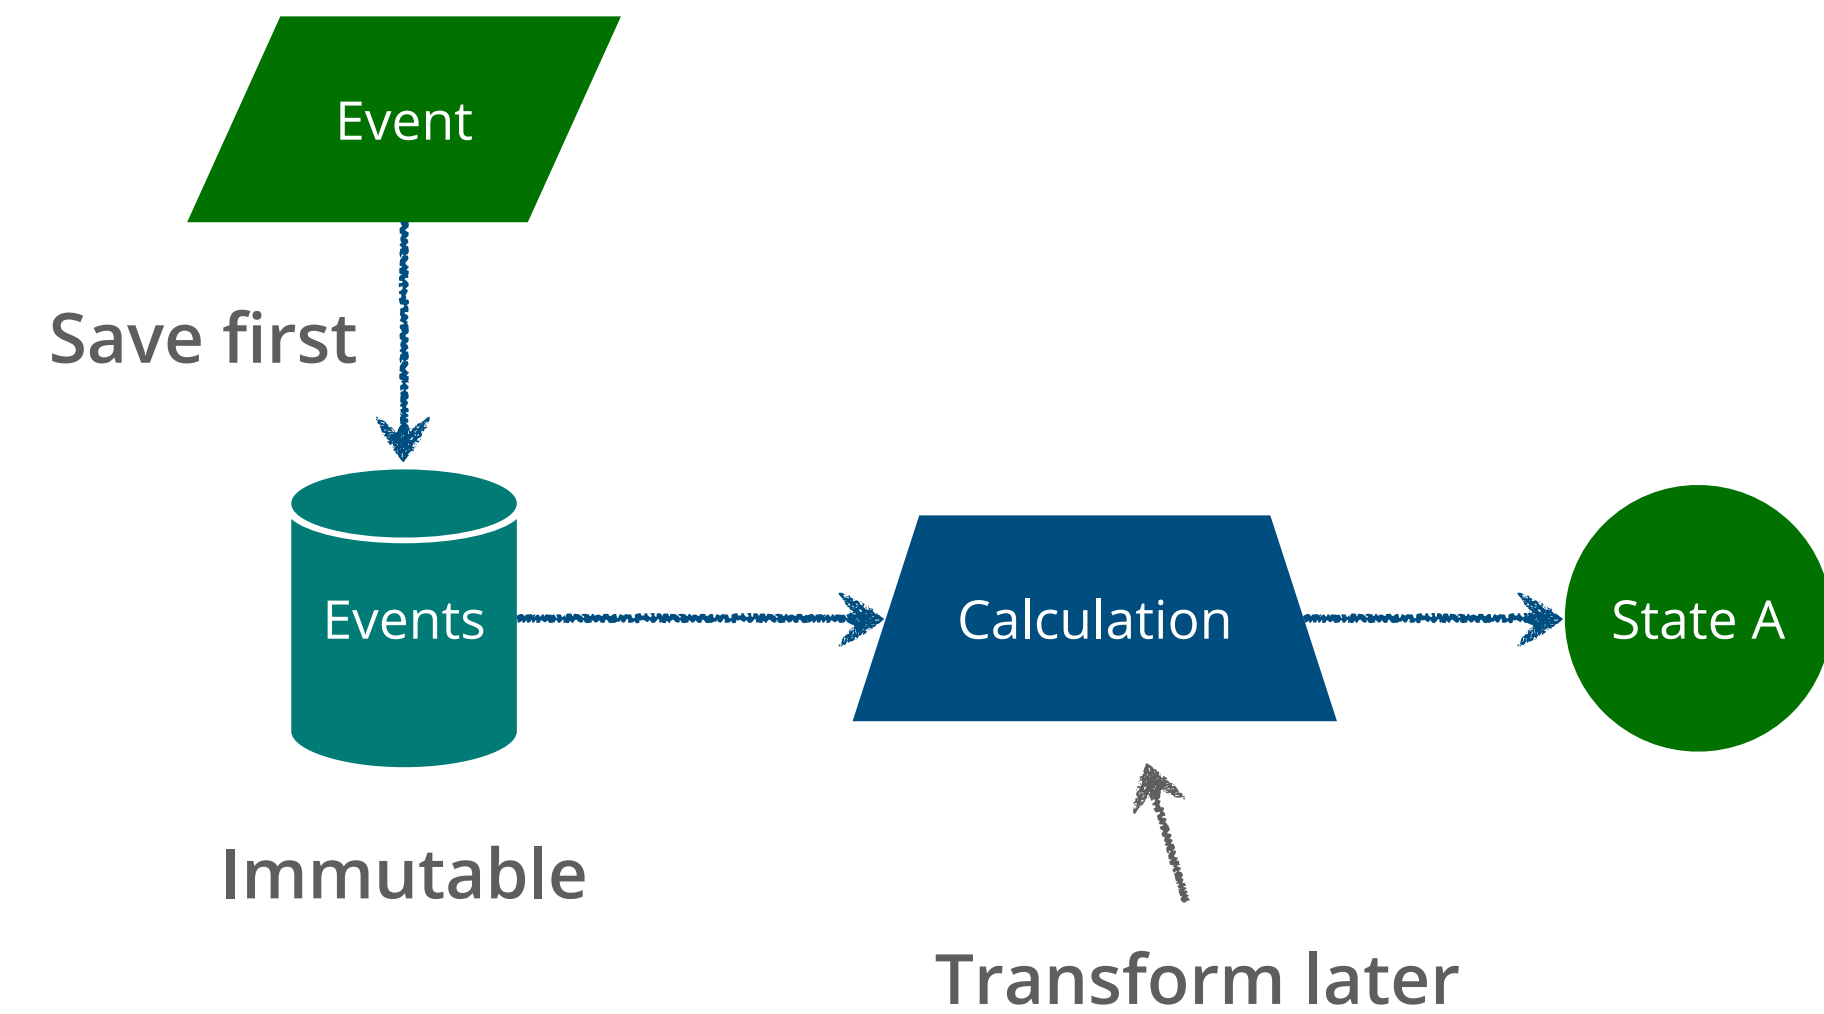 Event
Save first
Events
Calculation
State A
Immutable
Transform later